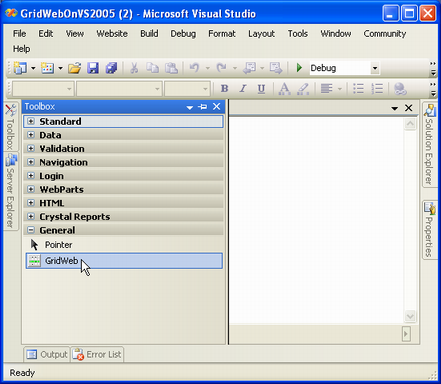 GridWebOnVS2005 (2) - Microsoft Visual Studio
File Edit View Website Build Debug Format Layout Tools Window Community
Help
Debug
B I U A
Toolbox
Toolbox
Server Explorer
Standard
Data
Validation
Navigation
Login
WebParts
HTML
Crystal Reports
General
Pointer
GridWeb
Solution Explorer
Properties
Output Error List
Ready